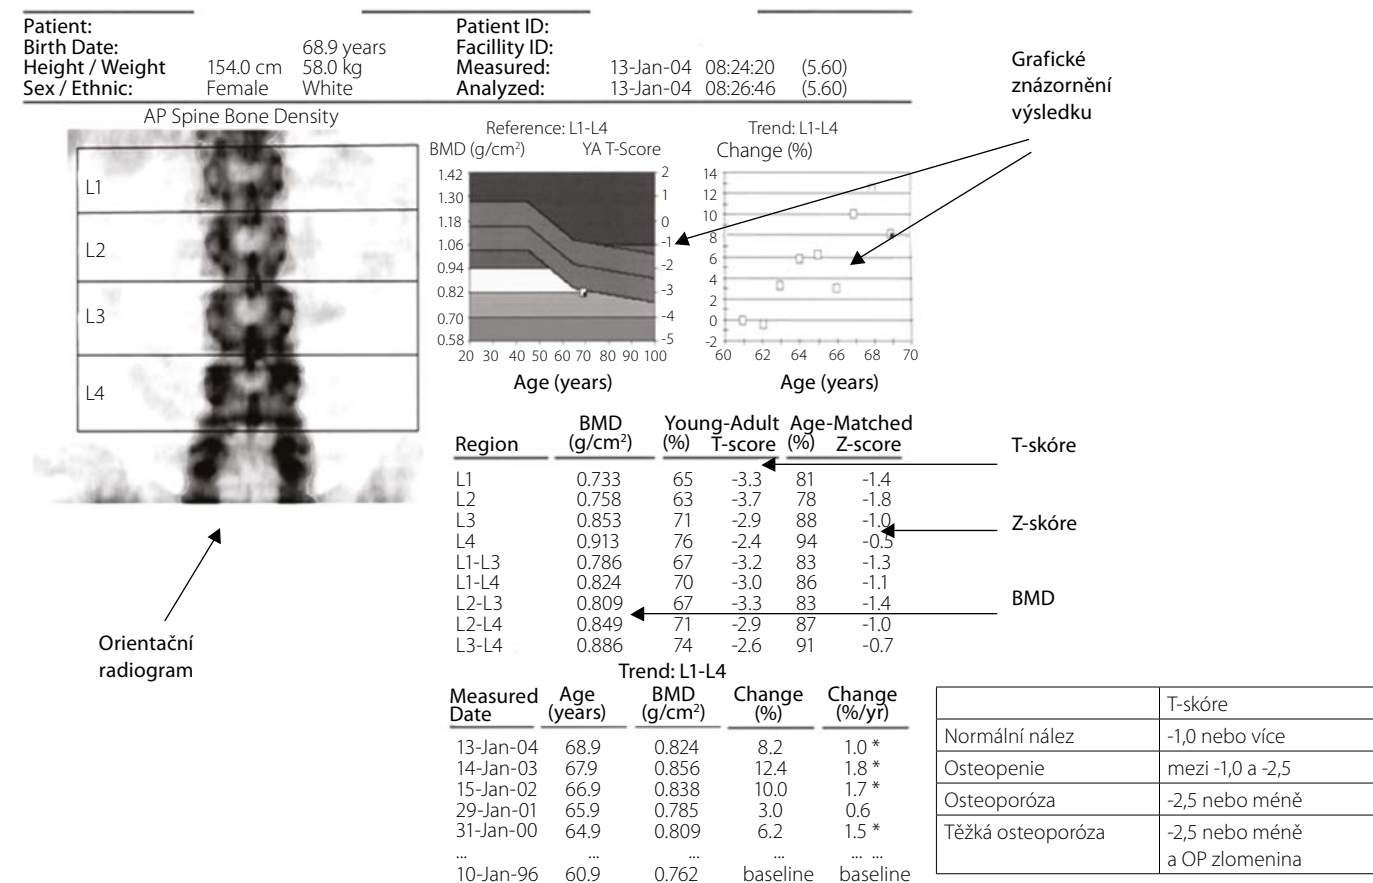 Patient: Patient ID:
Birth Date: 68.9 years Facillity ID:
Height / Weight 154.0 cm 58.0 kg Measured: 13-Jan-04 08:24:20 (5.60)
Sex / Ethnic: Female White Analyzed: 13-Jan-04 08:26:46 (5.60)
Grafické
znázornění
výsledku
AP Spine Bone Density
L1
L2
L3
L4
Orientační
radiogram
Reference: L1-L4
BMD (g/cm²) YA T-Score
1.42 2
1.30 1
1.18 0
1.06 -1
0.94 -2
0.82 -3
0.70 -4
0.58 -5
20 30 40 50 60 70 80 90 100
Age (years)
Trend: L1-L4
Change (%)
14
12
10
8
6
4
2
0
-2
60 62 64 66 68 70
Age (years)
BMD Young-Adult Age-Matched
Region (g/cm²) (%) T-score (%) Z-score
L1 0.733 65 -3.3 81 -1.4
L2 0.758 63 -3.7 78 -1.8
L3 0.853 71 -2.9 88 -1.0
L4 0.913 76 -2.4 94 -0.5
L1-L3 0.786 67 -3.2 83 -1.3
L1-L4 0.824 70 -3.0 86 -1.1
L2-L3 0.809 67 -3.3 83 -1.4
L2-L4 0.849 71 -2.9 87 -1.0
L3-L4 0.886 74 -2.6 91 -0.7
T-skóre
Z-skóre
BMD
Trend: L1-L4
Measured Age BMD Change Change
Date (years) (g/cm²) (%) (%/yr)
13-Jan-04 68.9 0.824 8.2 1.0 *
14-Jan-03 67.9 0.856 12.4 1.8 *
15-Jan-02 66.9 0.838 10.0 1.7 *
29-Jan-01 65.9 0.785 3.0 0.6
31-Jan-00 64.9 0.809 6.2 1.5 *
... ... ... ... ... ...
10-Jan-96 60.9 0.762 baseline baseline
T-skóre
Normální nález -1,0 nebo více
Osteopenie mezi -1,0 a -2,5
Osteoporóza -2,5 nebo méně
Těžká osteoporóza -2,5 nebo méně
a OP zlomenina